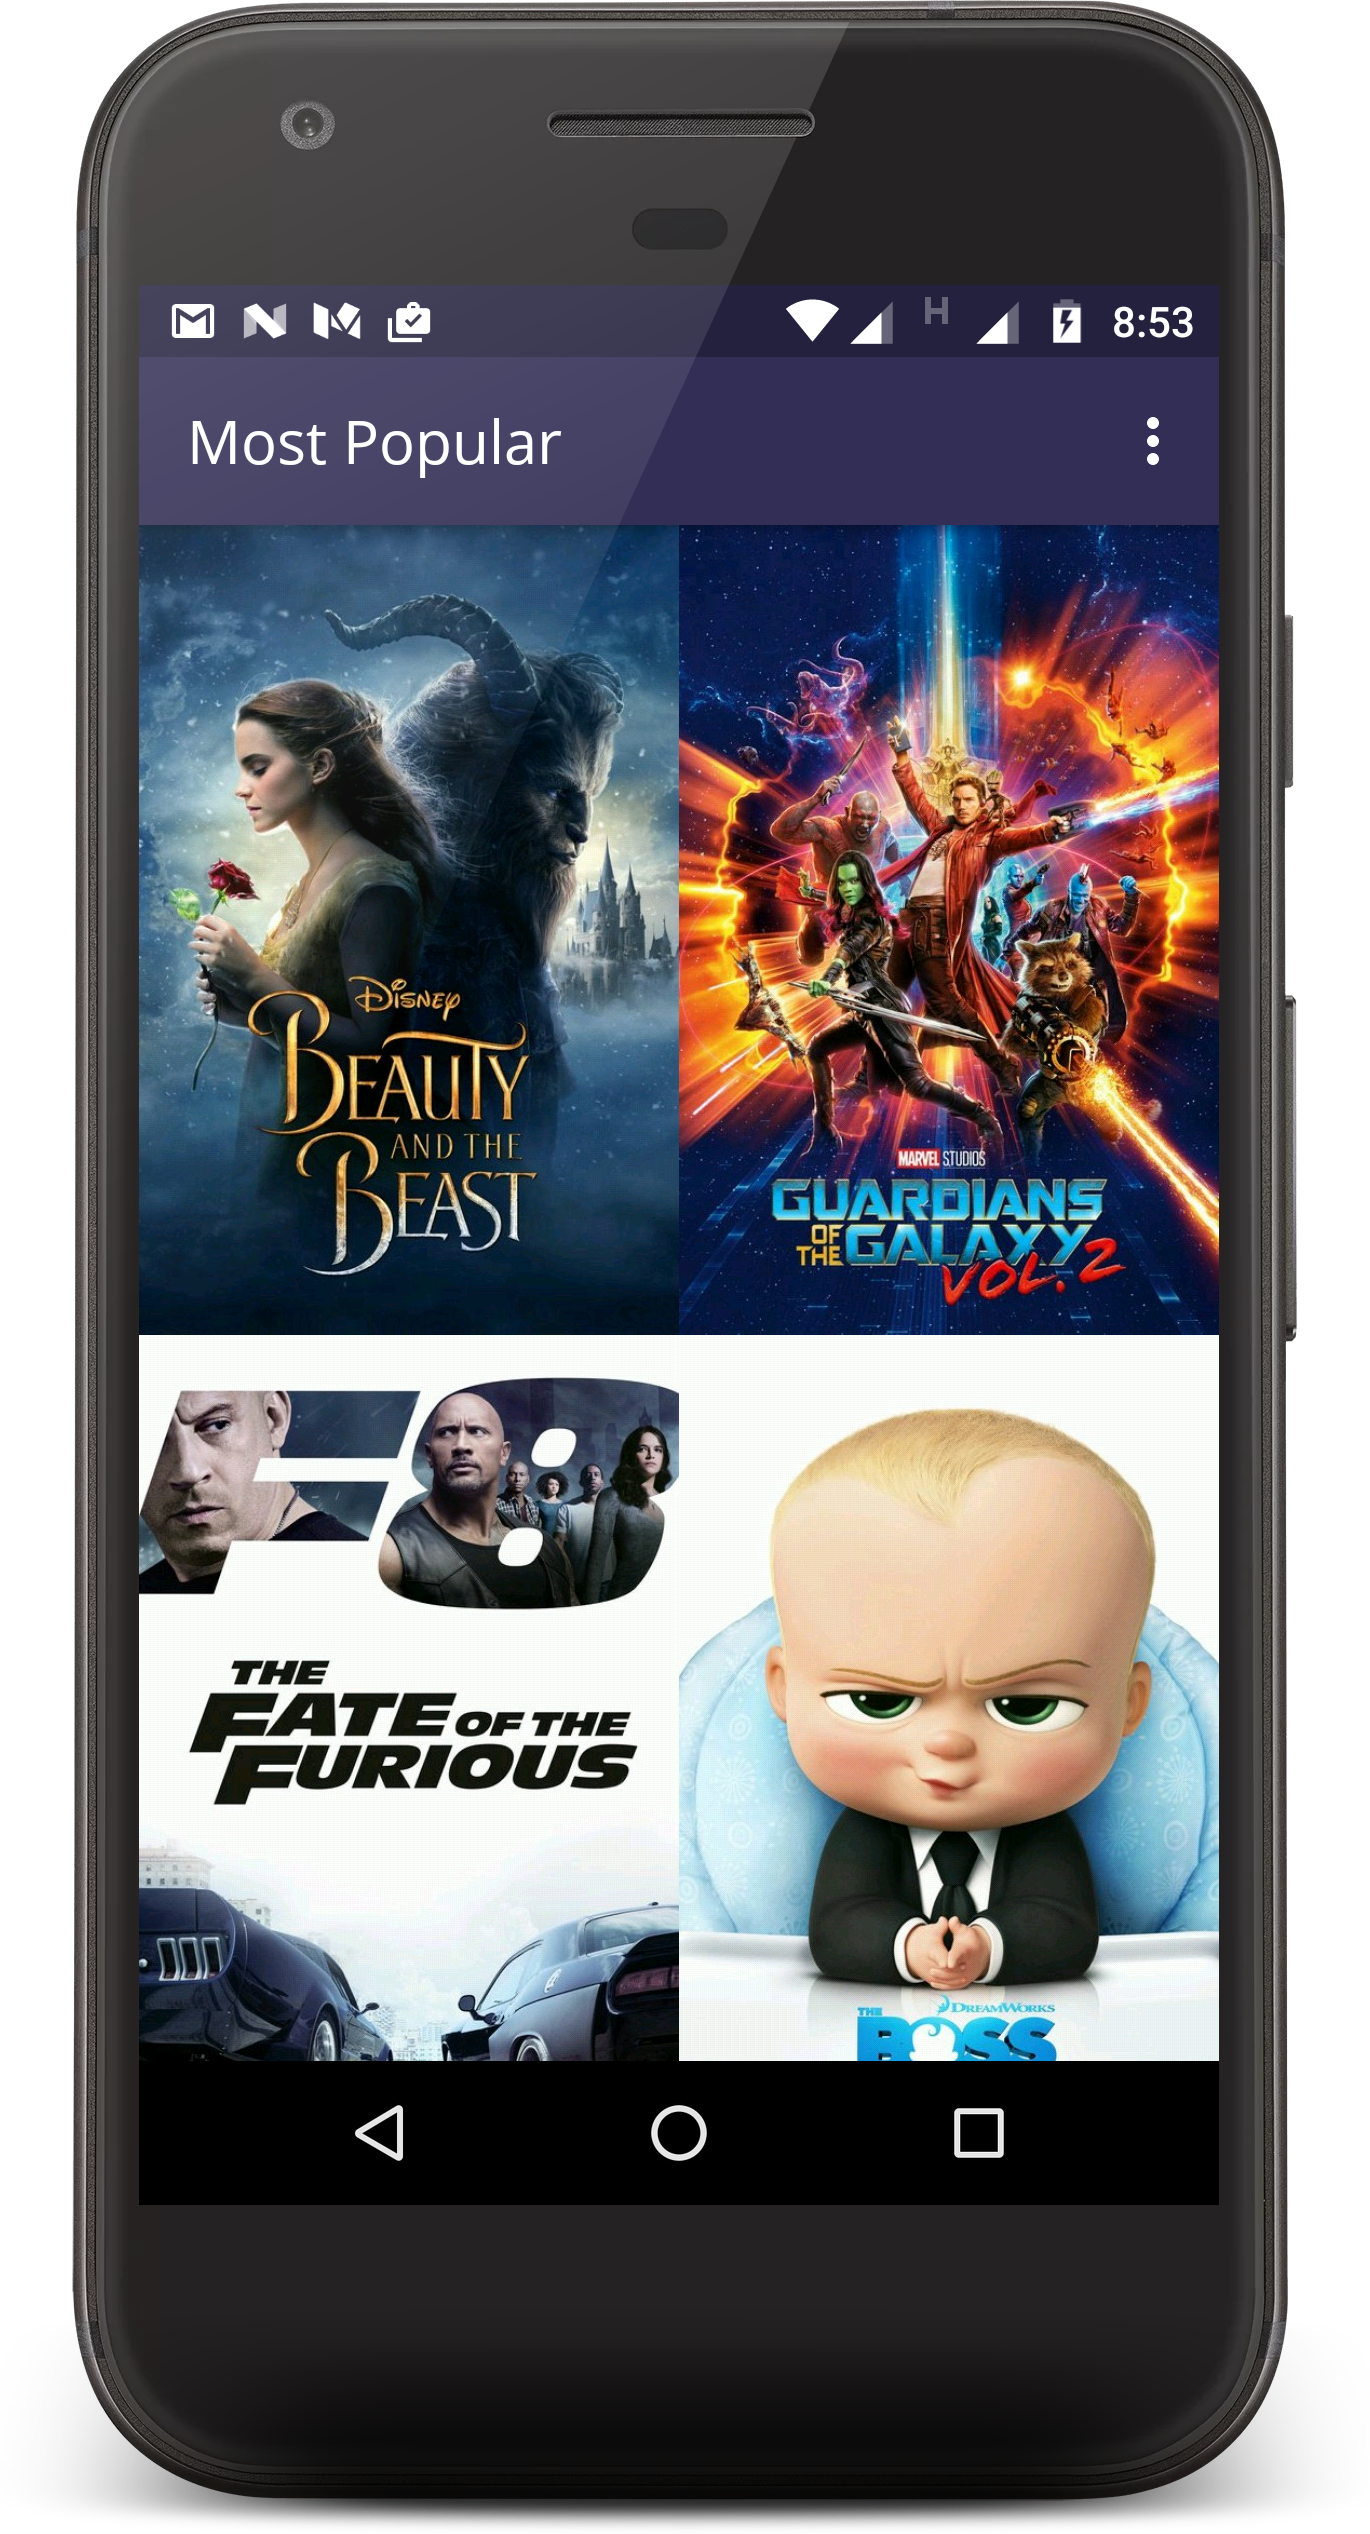 H
8:53
Most Popular
Disney
BEAUTY
AND THE
BEAST
MARVEL STUDIOS
GUARDIANS
OF THE GALAXY
VOL. 2
F8
THE
FATE OF THE
FURIOUS
DREAMWORKS
THE
BOSS